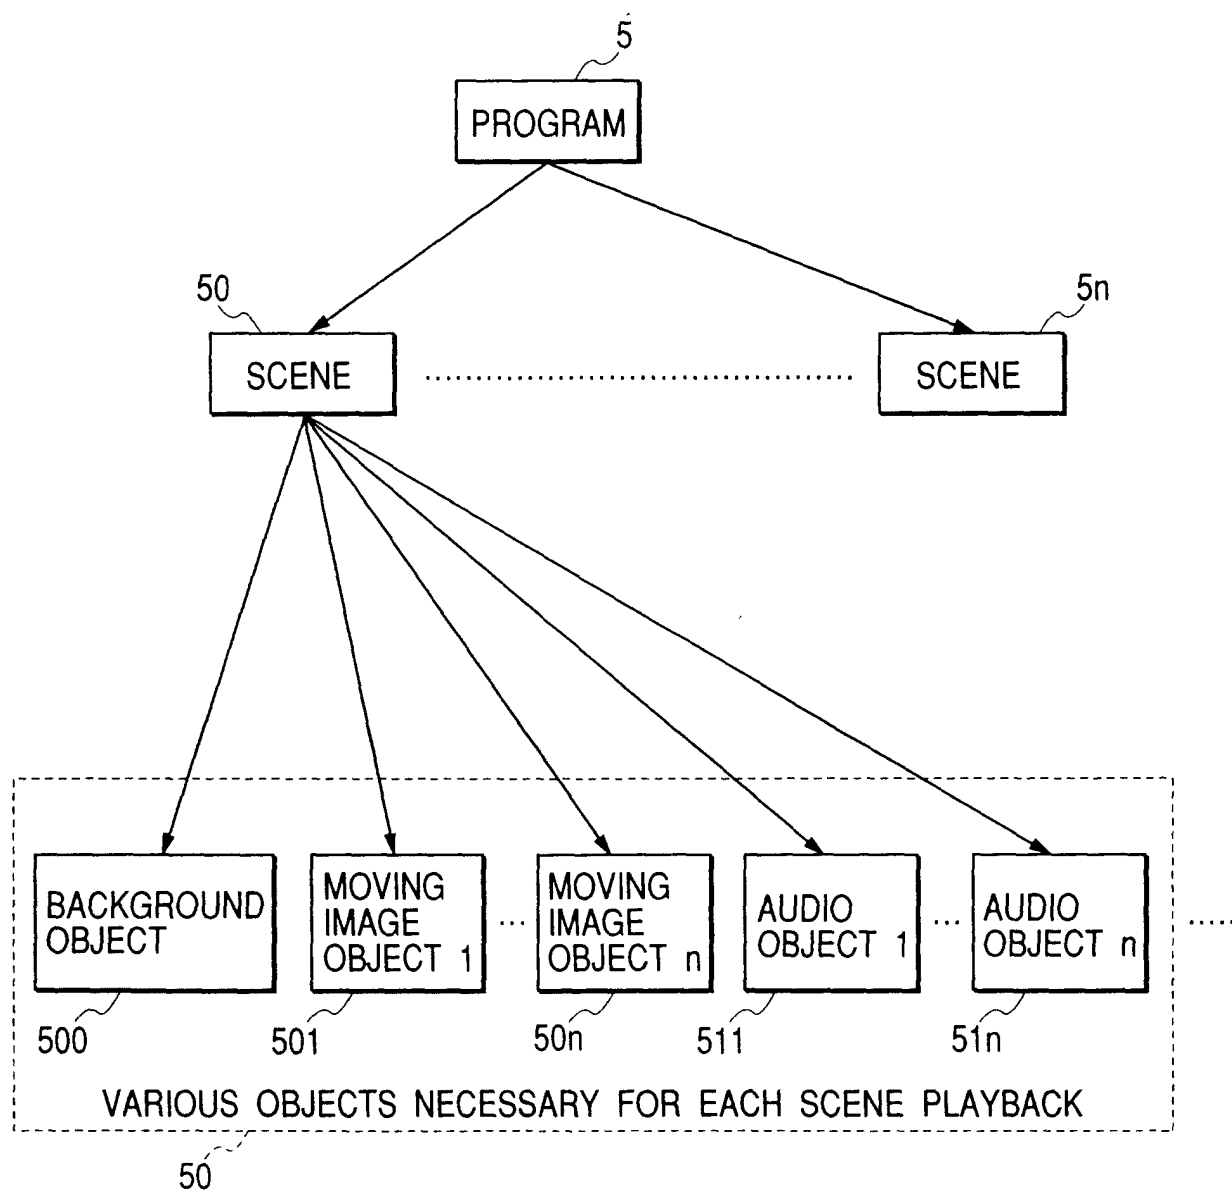 5
PROGRAM
50
5n
SCENE
SCENE
BACKGROUND
OBJECT
MOVING
IMAGE
OBJECT 1
...
MOVING
IMAGE
OBJECT n
AUDIO
OBJECT 1
...
AUDIO
OBJECT n
500
501
50n
511
51n
VARIOUS OBJECTS NECESSARY FOR EACH SCENE PLAYBACK
50